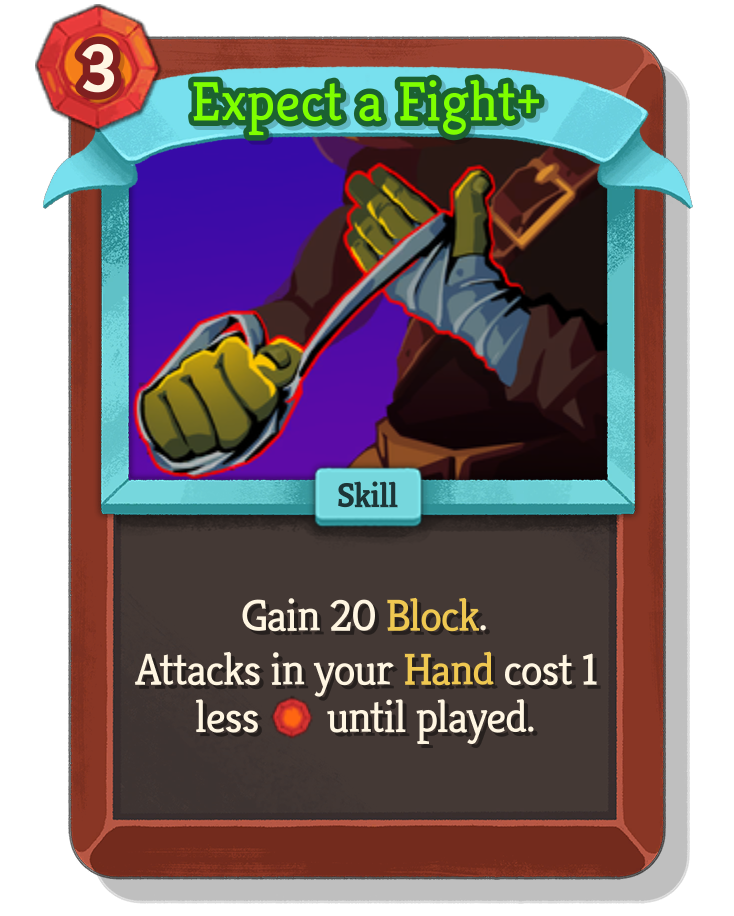 3
Expect a Fight+
Skill
Gain 20 Block.
Attacks in your Hand cost 1
less until played.